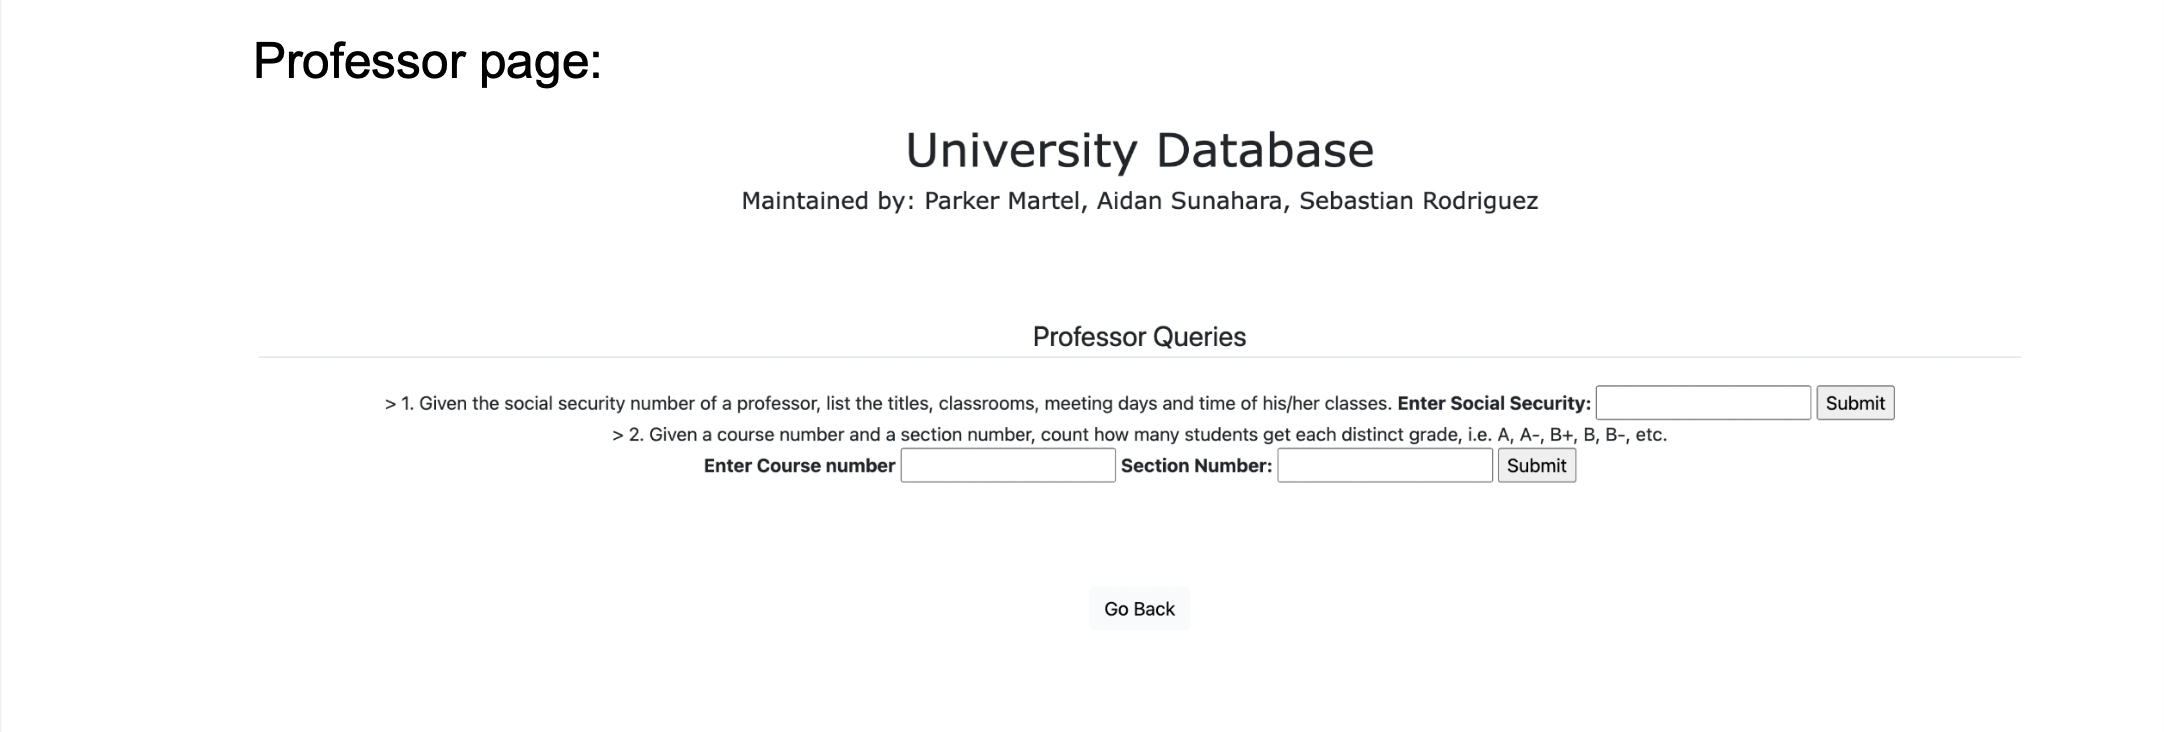 Professor page:
University Database
Maintained by: Parker Martel, Aidan Sunahara, Sebastian Rodriguez
Professor Queries
> 1. Given the social security number of a professor, list the titles, classrooms, meeting days and time of his/her classes. Enter Social Security: Submit
> 2. Given a course number and a section number, count how many students get each distinct grade, i.e. A, A-, B+, B, B-, etc.
Enter Course number Section Number: Submit
Go Back